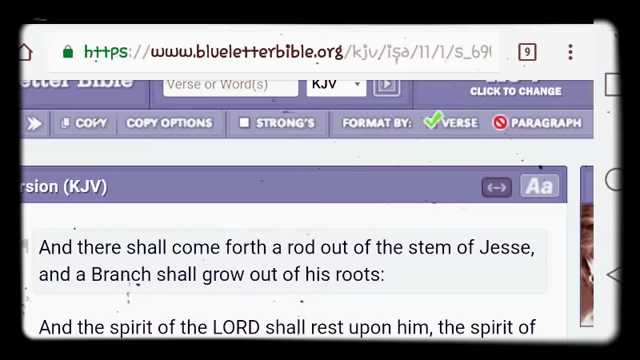 https://www.blueletterbible.org/kjv/isa/11/1/s_69
9
etter Bible
Verse or Word(s)
KJV
CLICK TO CHANGE
COPY
COPY OPTIONS
STRONG'S
FORMAT BY:
VERSE
PARAGRAPH
rsion (KJV)
Aa
And there shall come forth a rod out of the stem of Jesse,
and a Branch shall grow out of his roots:
And the spirit of the LORD shall rest upon him, the spirit of